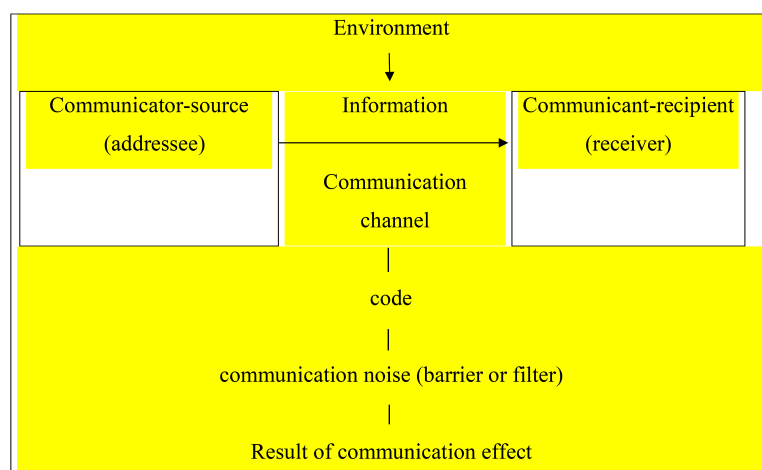 Environment
Communicator-source
(addressee)
Information
Communication
channel
Communicant-recipient
(receiver)
code
communication noise (barrier or filter)
Result of communication effect